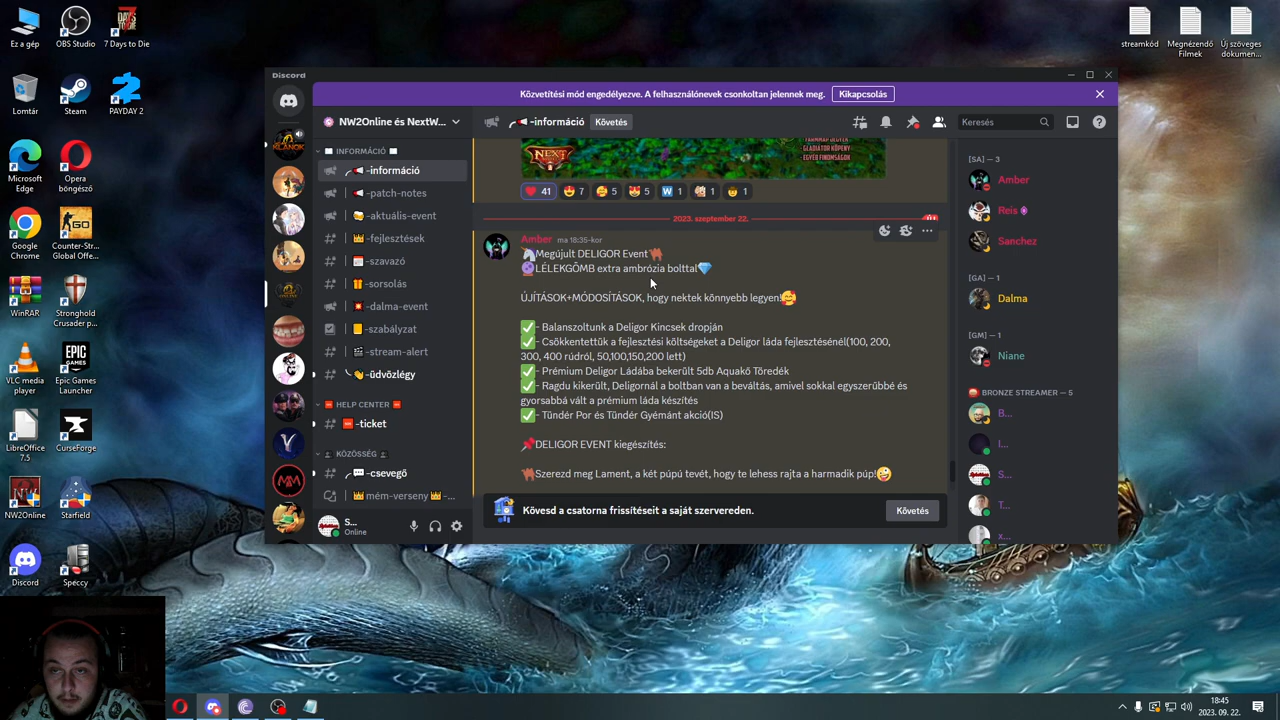 Ez a gép
OBS Studio
7 Days to Die
Lomtár
Steam
PAYDAY 2
Microsoft
Edge
Opera
böngésző
Google
Chrome
Counter-Str...
Global Offe...
WinRAR
Stronghold
Crusader p...
VLC media
player
Epic Games
Launcher
LibreOffice
7.5
CurseForge
NW2Online
Starfield
Discord
Speccy
streamkód
Megnézendő
Filmek
Új szöveges
dokumen...
Discord
Közvetítési mód engedélyezve. A felhasználónevek csonkoltan jelennek meg.
Kikapcsolás
NW2Online és NextW...
-információ
Követés
Keresés
INFORMÁCIÓ
-információ
-patch-notes
-aktuális-event
-fejlesztések
-szavazó
-sorsolás
-dalma-event
-szabályzat
-stream-alert
-üdvözlégy
HELP CENTER
-ticket
KÖZÖSSÉG
-csevegő
mém-verseny -...
S...
Online
NEXT
- GLADIÁTOR KÖPENY
- EGYÉB FINOMSÁGOK
41 7 5 5 1 1 1
2023. szeptember 22.
Amber ma 18:35-kor
Megújult DELIGOR Event
LÉLEKGÖMB extra ambrózia bolttal
ÚJÍTÁSOK+MÓDOSÍTÁSOK, hogy nektek könnyebb legyen!
- Balanszoltunk a Deligor Kincsek dropján
- Csökkentettük a fejlesztési költségeket a Deligor láda fejlesztésénél(100, 200,
300, 400 rúdról, 50,100,150,200 lett)
- Prémium Deligor Ládába bekerült 5db Aquakő Töredék
- Ragdu kikerült, Deligornál a boltban van a beváltás, amivel sokkal egyszerűbbé és
gyorsabbá vált a prémium láda készítés
- Tündér Por és Tündér Gyémánt akció(IS)
DELIGOR EVENT kiegészítés:
Szerezd meg Lament, a két púpú tevét, hogy te lehess rajta a harmadik púp!
Kövesd a csatorna frissítéseit a saját szervereden.
Követés
[SA] — 3
Amber
Reis
Sanchez
[GA] — 1
Dalma
[GM] — 1
Niane
BRONZE STREAMER — 5
B...
I...
S...
T...
x...
18:45
2023. 09. 22.